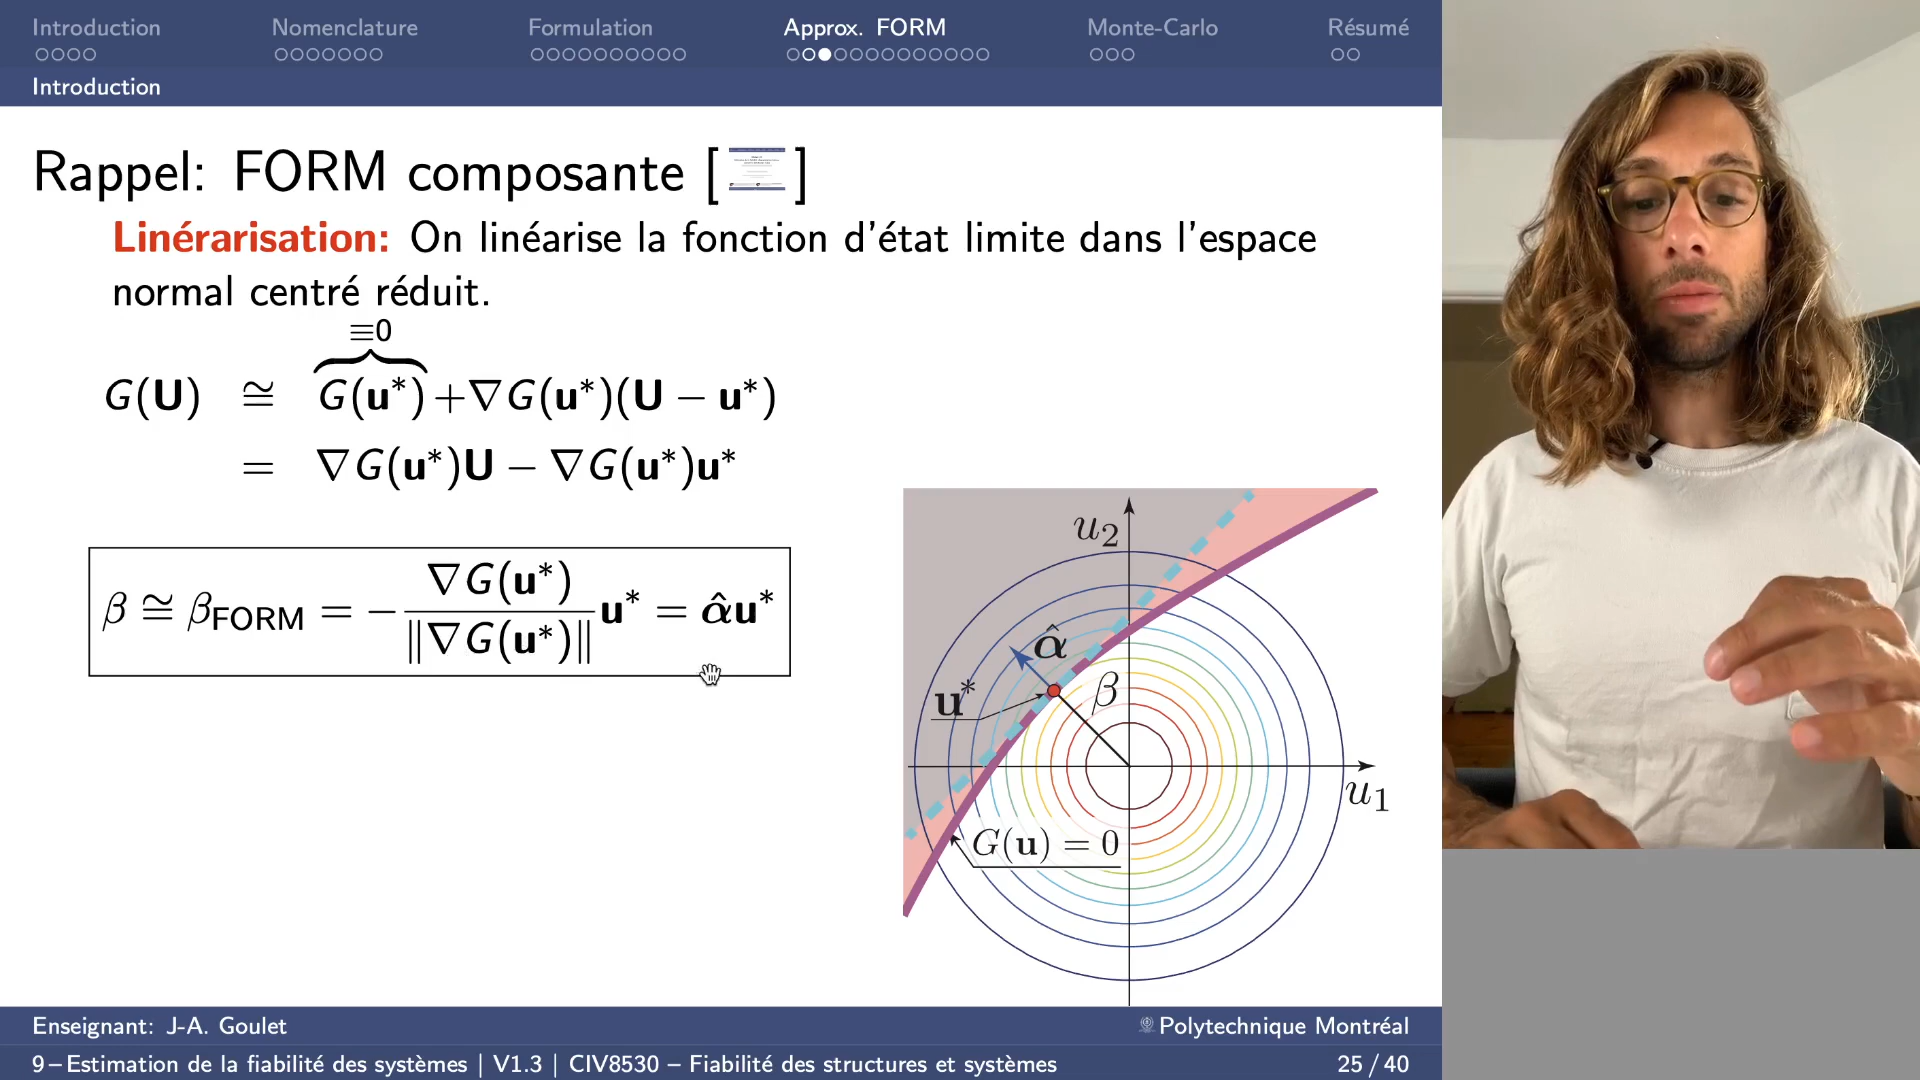 Introduction Nomenclature Formulation Approx. FORM Monte-Carlo Résumé
Introduction
Rappel: FORM composante [ ]
Linérarisation: On linéarise la fonction d'état limite dans l'espace
normal centré réduit.
≡0
G(U) ≅ G(u*)+∇G(u*)(U − u*)
= ∇G(u*)U − ∇G(u*)u*
β ≅ β_FORM = − ∇G(u*) / ‖∇G(u*)‖ u* = α̂u*
u₂
α̂
u*
β
u₁
G(u) = 0
Enseignant: J-A. Goulet Polytechnique Montréal
9 – Estimation de la fiabilité des systèmes | V1.3 | CIV8530 – Fiabilité des structures et systèmes 25 / 40